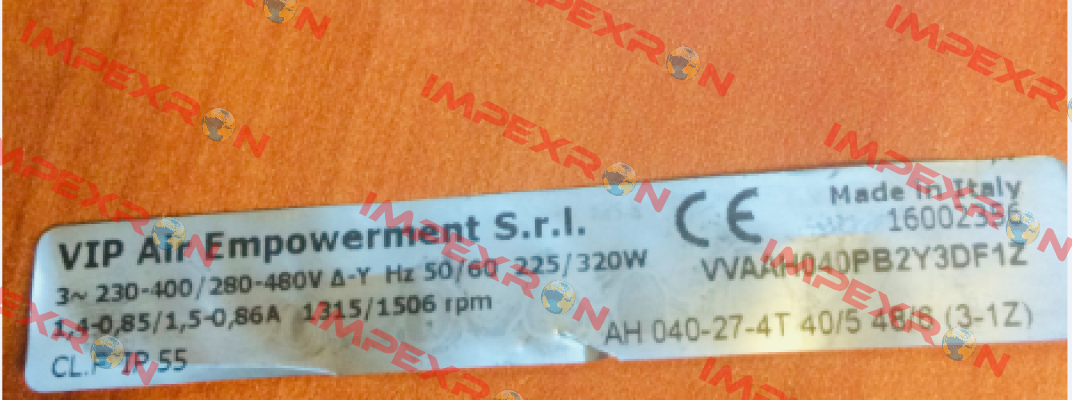 VIP Air Empowerment S.r.l.
3~ 230-400/280-480V Δ-Y Hz 50/60 225/320W
1,4-0,85/1,5-0,86A 1315/1506 rpm
CL.F IP 55
CE
Made in Italy
16002356
VVAAH040PB2Y3DF1Z
AH 040-27-4T 40/5 48/6 (3-1Z)
IMPEXRON
IMPEXRON
IMPEXRON
IMPEXRON
IMPEXRON
IMPEXRON
IMPEXRON